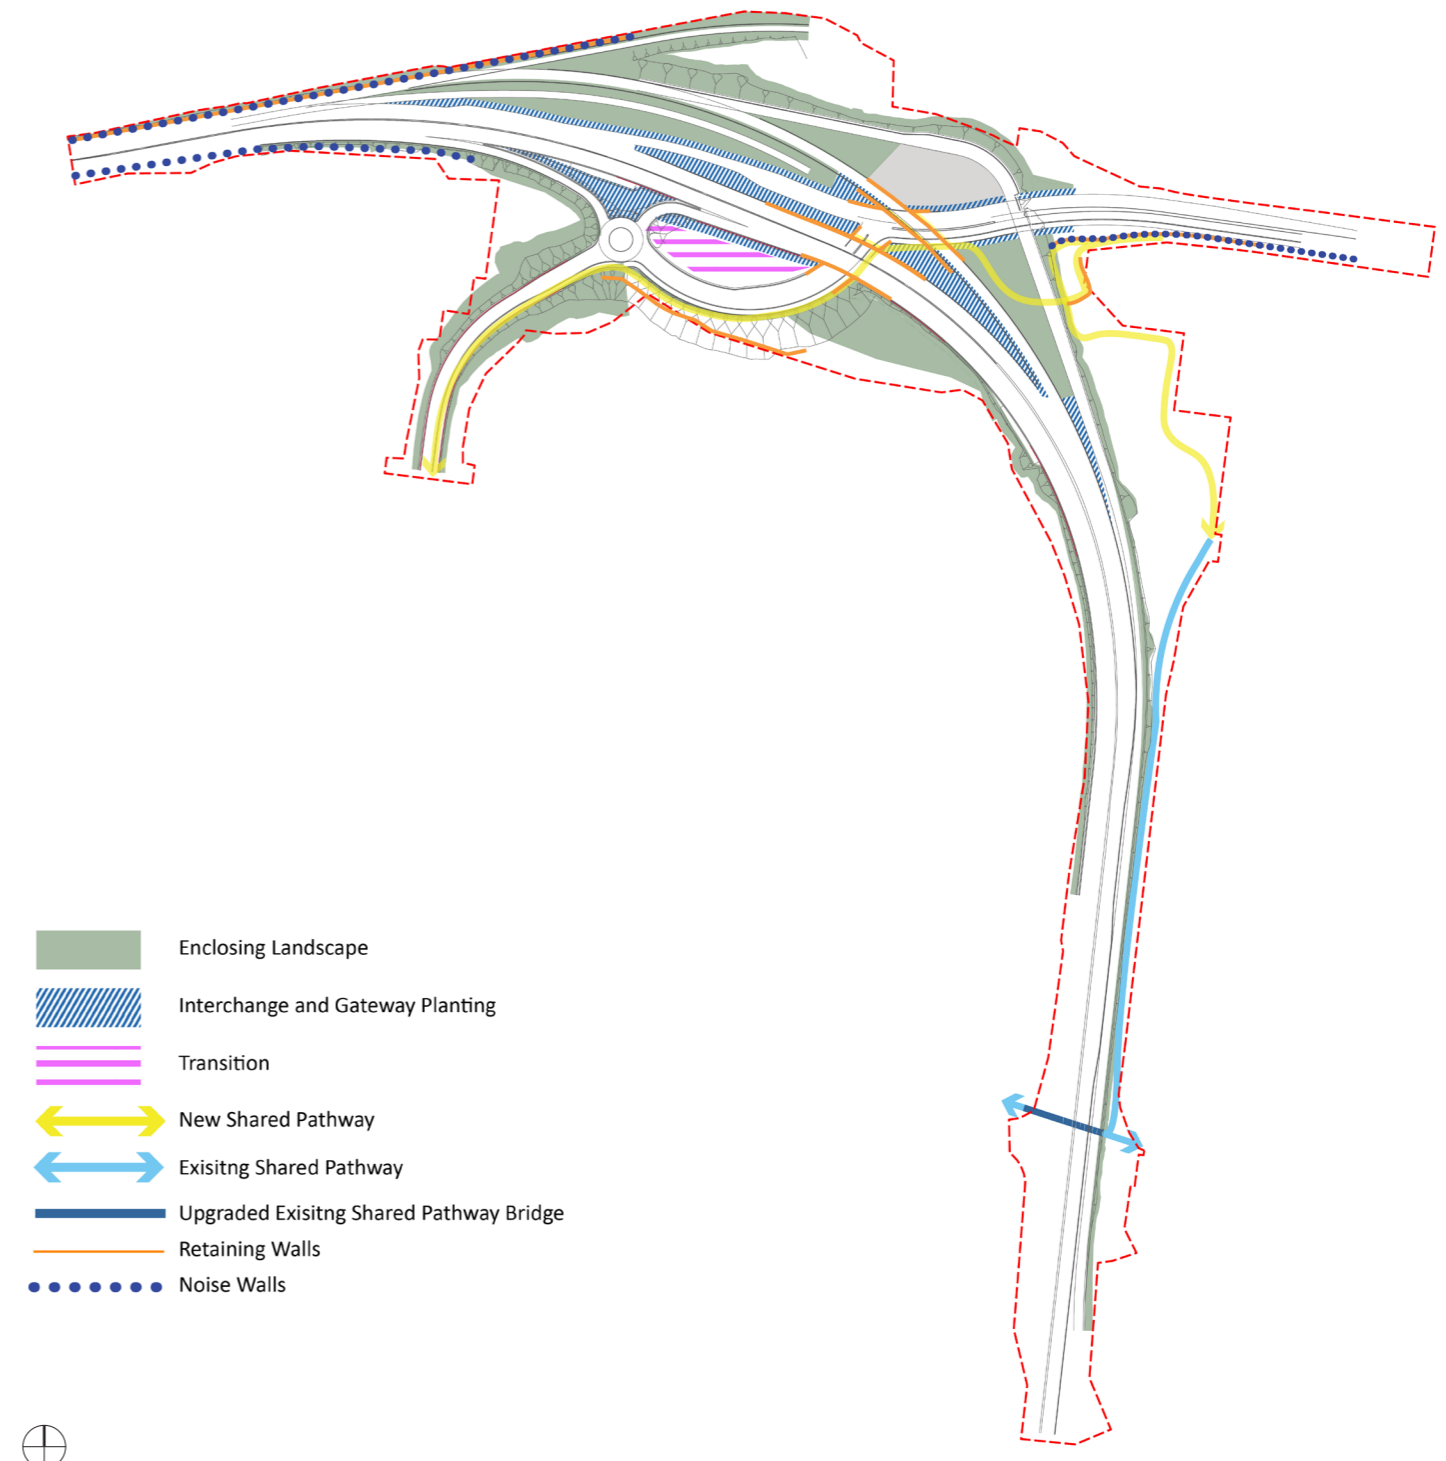 Enclosing Landscape
Interchange and Gateway Planting
Transition
New Shared Pathway
Exisitng Shared Pathway
Upgraded Exisitng Shared Pathway Bridge
Retaining Walls
Noise Walls